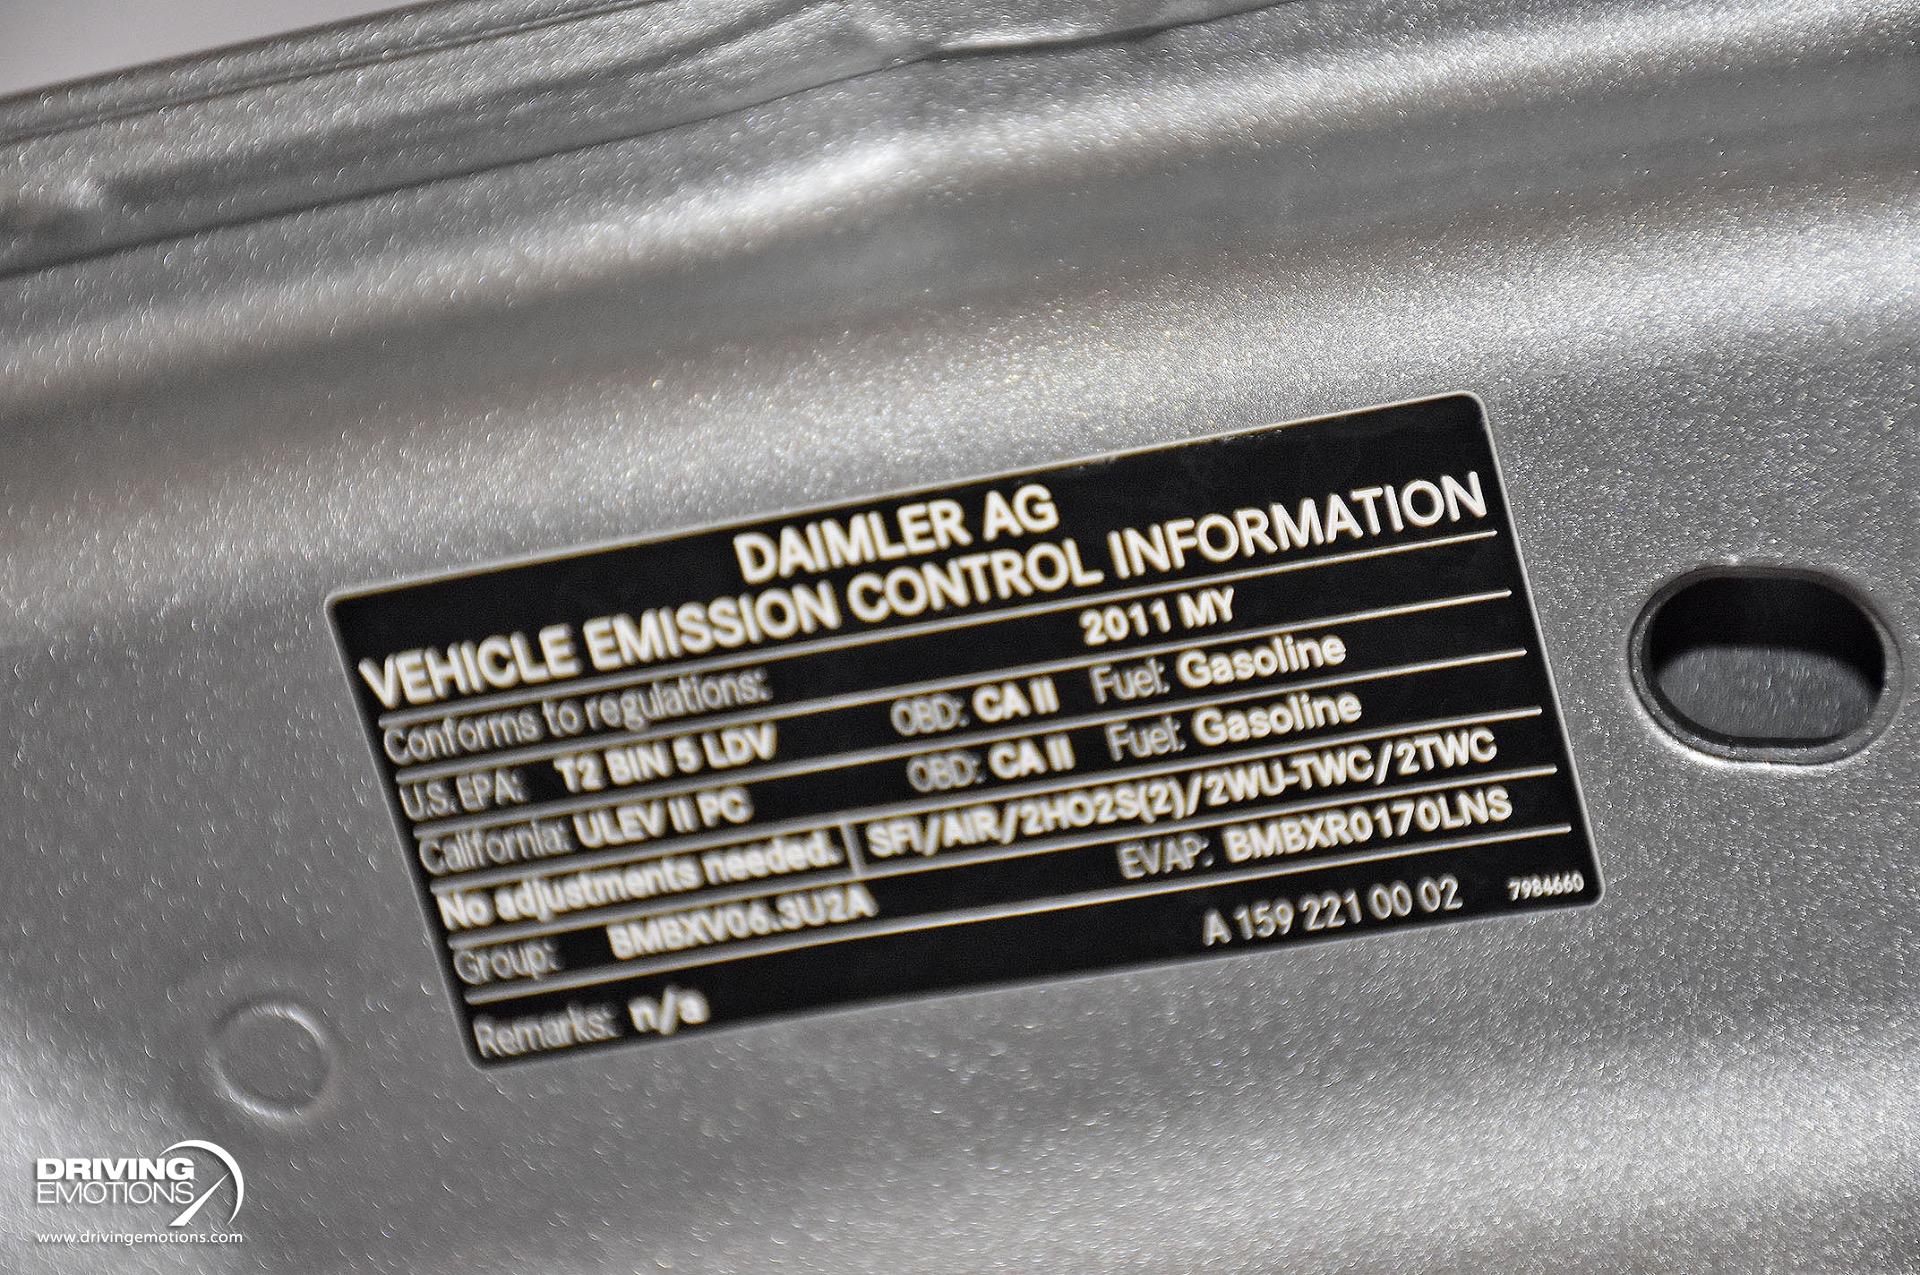 DAIMLER AG
VEHICLE EMISSION CONTROL INFORMATION
Conforms to regulations: 2011 MY
U.S. EPA: T2 BIN 5 LDV OBD: CA II Fuel: Gasoline
California: ULEV II PC OBD: CA II Fuel: Gasoline
No adjustments needed. SFI/AIR/2HO2S(2)/2WU-TWC/2TWC
Group: BMBXV06.3U2A EVAP: BMBXR0170LNS
Remarks: n/a A 159 221 00 02 7984660
DRIVING
EMOTIONS
www.drivingemotions.com